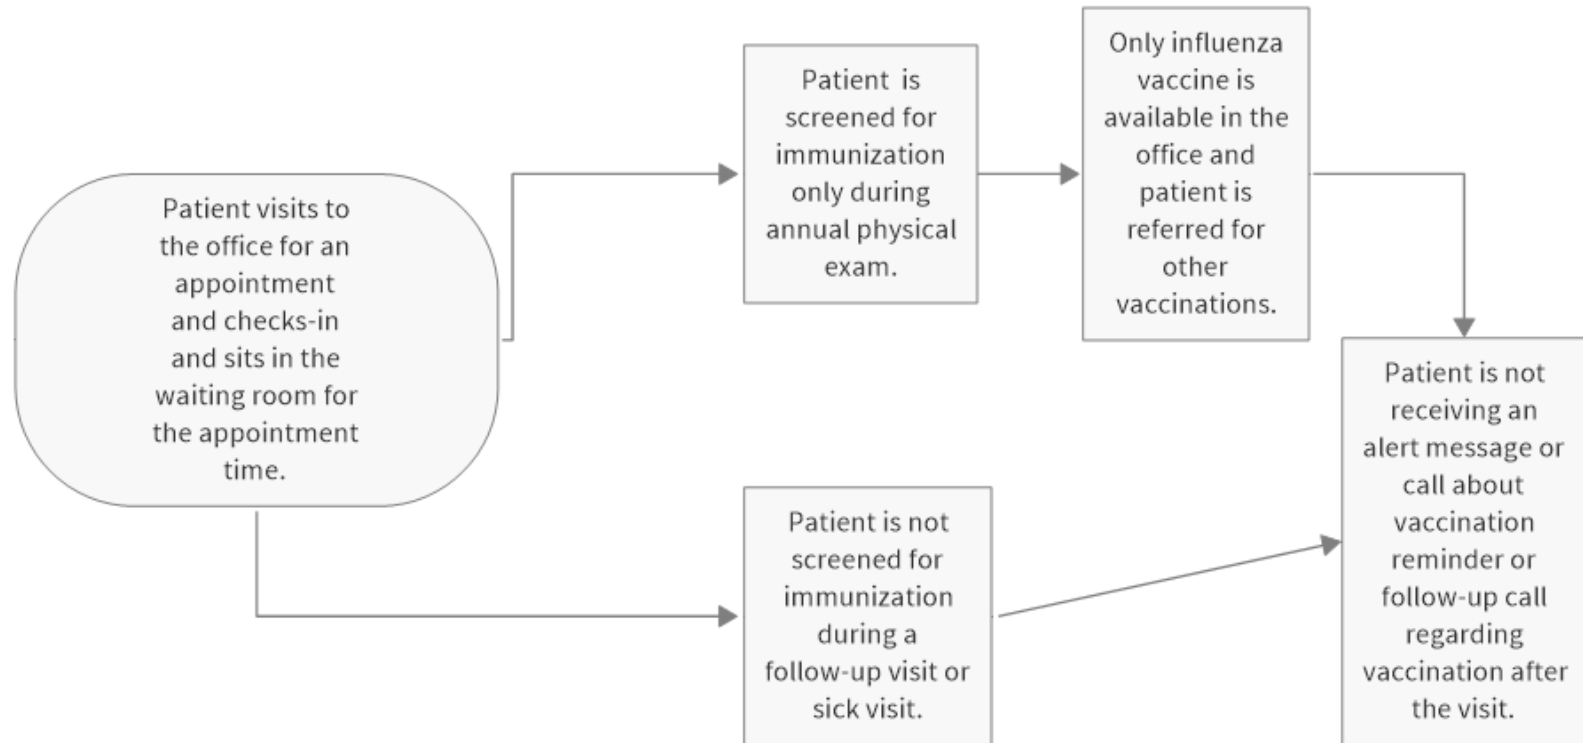 Patient visits to
the office for an
appointment
and checks-in
and sits in the
waiting room for
the appointment
time.
Patient is
screened for
immunization
only during
annual physical
exam.
Only influenza
vaccine is
available in the
office and
patient is
referred for
other
vaccinations.
Patient is not
screened for
immunization
during a
follow-up visit or
sick visit.
Patient is not
receiving an
alert message or
call about
vaccination
reminder or
follow-up call
regarding
vaccination after
the visit.